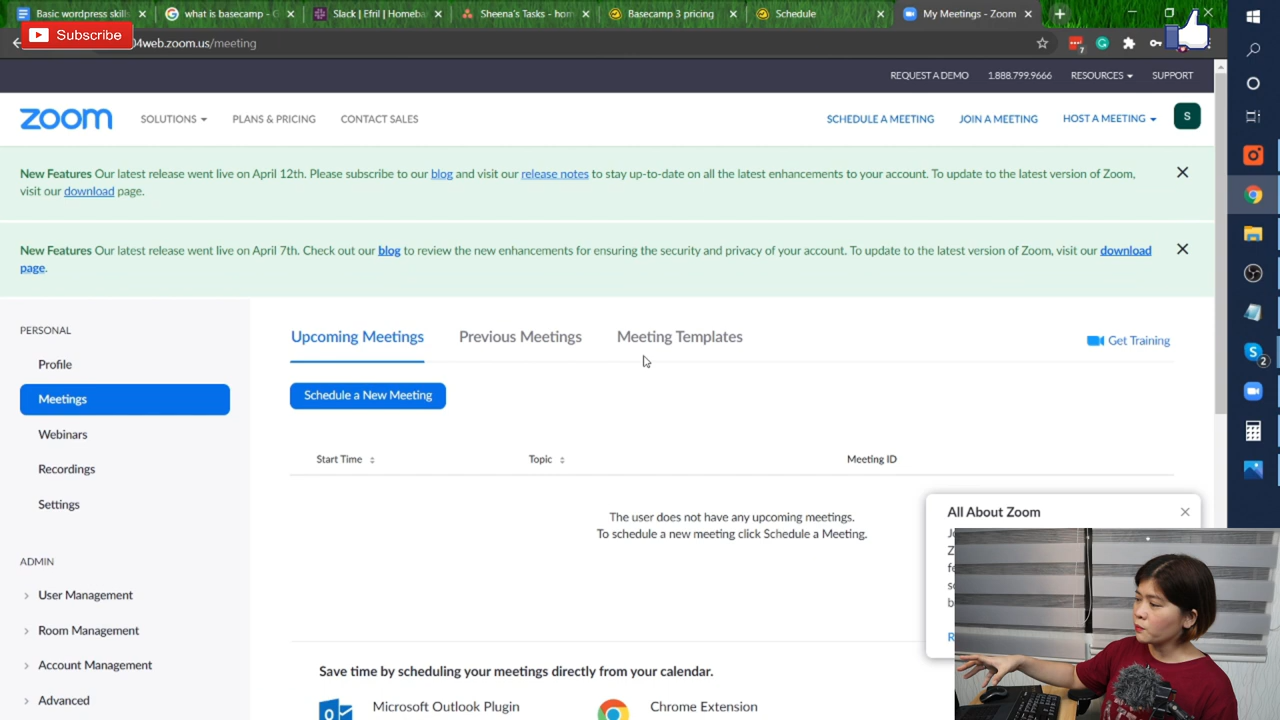 Basic wordpress skil
what is basecamp - G
Slack | Efril | Homeba
Sheena's Tasks - hom
Basecamp 3 pricing
Schedule
My Meetings - Zoom
Subscribe
04web.zoom.us/meeting
7
REQUEST A DEMO 1.888.799.9666 RESOURCES SUPPORT
zoom SOLUTIONS PLANS & PRICING CONTACT SALES SCHEDULE A MEETING JOIN A MEETING HOST A MEETING S
New Features Our latest release went live on April 12th. Please subscribe to our blog and visit our release notes to stay up-to-date on all the latest enhancements to your account. To update to the latest version of Zoom,
visit our download page.
New Features Our latest release went live on April 7th. Check out our blog to review the new enhancements for ensuring the security and privacy of your account. To update to the latest version of Zoom, visit our download
page.
PERSONAL
Profile
Meetings
Webinars
Recordings
Settings
ADMIN
User Management
Room Management
Account Management
Advanced
Upcoming Meetings Previous Meetings Meeting Templates
Get Training
Schedule a New Meeting
Start Time Topic Meeting ID
The user does not have any upcoming meetings.
To schedule a new meeting click Schedule a Meeting.
All About Zoom
Save time by scheduling your meetings directly from your calendar.
Microsoft Outlook Plugin
Chrome Extension
2